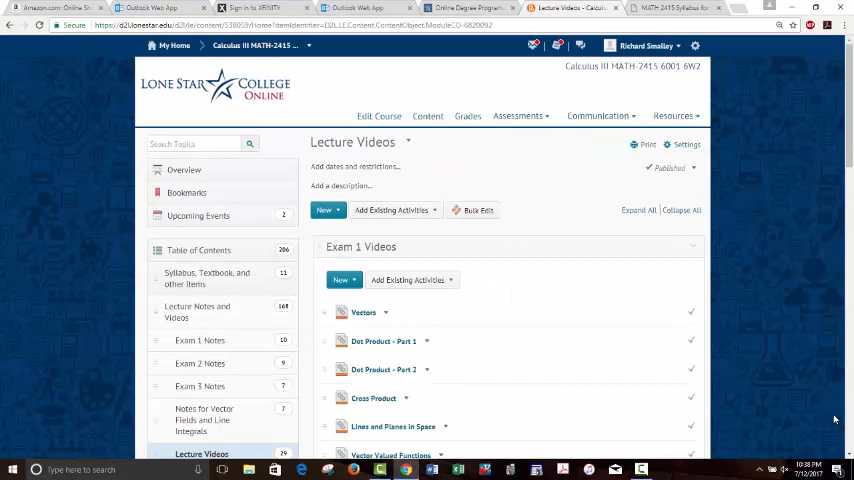 Amazon.com: Online Sh
Outlook Web App
Sign in to XFINITY
Outlook Web App
Online Degree Program
Lecture Videos - Calculu
MATH 2415 Syllabus for
Secure
https://d2l.lonestar.edu/d2l/le/content/538059/Home?itemIdentifier=D2L.LE.Content.ContentObject.ModuleCO-6820092
My Home
Calculus III MATH-2415 ...
Richard Smalley
LONE STAR COLLEGE
ONLINE
Calculus III MATH-2415 6001 6W2
Edit Course Content Grades Assessments Communication Resources
Search Topics
Overview
Bookmarks
Upcoming Events 2
Table of Contents 206
Syllabus, Textbook, and
other items 11
Lecture Notes and
Videos 168
Exam 1 Notes 10
Exam 2 Notes 9
Exam 3 Notes 7
Notes for Vector
Fields and Line
Integrals 7
Lecture Videos 29
Lecture Videos
Print Settings
Add dates and restrictions...
Published
Add a description...
New Add Existing Activities Bulk Edit
Expand All | Collapse All
Exam 1 Videos
New Add Existing Activities
Vectors
Dot Product - Part 1
Dot Product - Part 2
Cross Product
Lines and Planes in Space
Vector Valued Functions
Type here to search
10:38 PM
7/12/2017